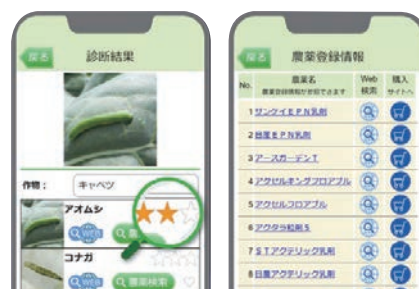 戻る
診断結果
作物：
キャベツ
アオムシ
WEB
コナガ
WEB
農薬検索
戻る
農薬登録情報
No.
農薬名
農薬登録情報が参照できます
Web
検索
購入
サイトへ
1 サンケイEPN乳剤
2 日産EPN乳剤
3 アースガーデンT
4 アクセルキングフロアブル
5 アクセルフロアブル
6 アクタラ粒剤5
7 STアクテリック乳剤
8 日農アクテリック乳剤